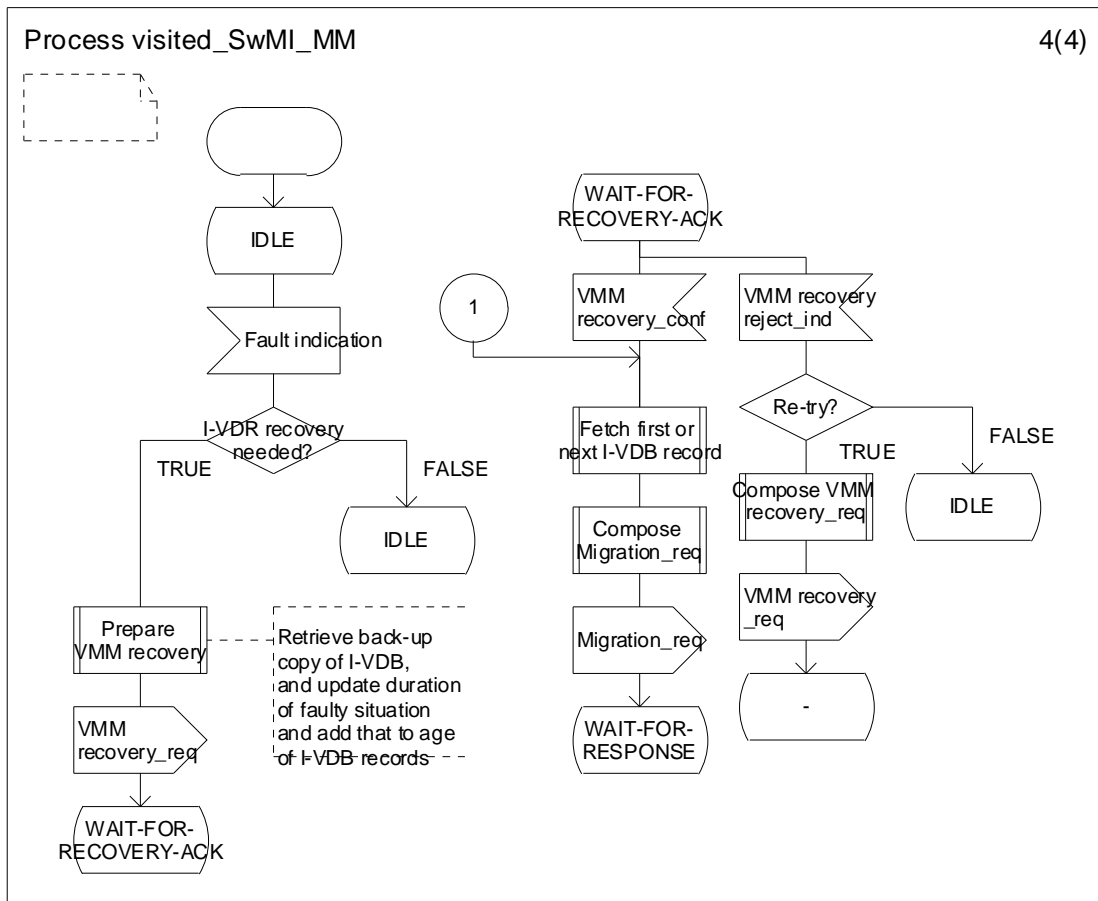 Process visited_SwMI_MM
4(4)
IDLE
Fault indication
I-VDR recovery
needed?
TRUE
FALSE
IDLE
Prepare
VMM recovery
Retrieve back-up
copy of I-VDB,
and update duration
of faulty situation
and add that to age
of I-VDB records
VMM
recovery_req
WAIT-FOR-
RECOVERY-ACK
WAIT-FOR-
RECOVERY-ACK
1
VMM
recovery_conf
VMM recovery
reject_ind
Fetch first or
next I-VDB record
Re-try?
TRUE
FALSE
Compose
Migration_req
Compose VMM
recovery_req
IDLE
Migration_req
VMM recovery
_req
WAIT-FOR-
RESPONSE
-